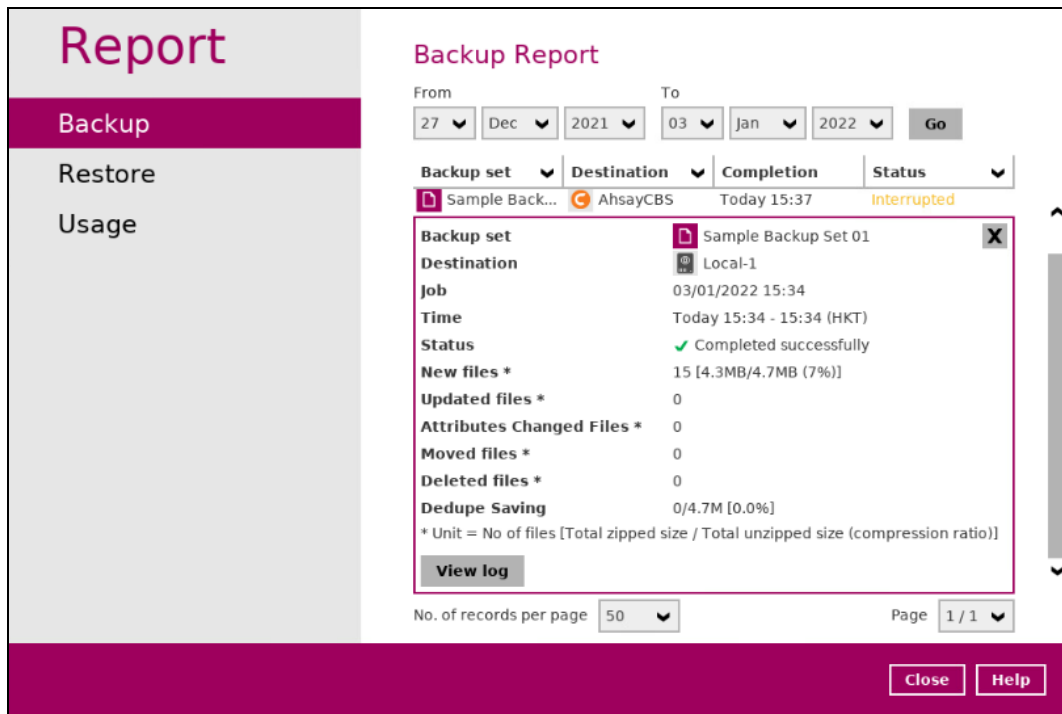 Report
Backup
Restore
Usage
Backup Report
From To
27 Dec 2021 03 Jan 2022 Go
Backup set Destination Completion Status
Sample Back... AhsayCBS Today 15:37 Interrupted
Backup set Sample Backup Set 01 X
Destination Local-1
Job 03/01/2022 15:34
Time Today 15:34 - 15:34 (HKT)
Status Completed successfully
New files * 15 [4.3MB/4.7MB (7%)]
Updated files * 0
Attributes Changed Files * 0
Moved files * 0
Deleted files * 0
Dedupe Saving 0/4.7M [0.0%]
* Unit = No of files [Total zipped size / Total unzipped size (compression ratio)]
View log
No. of records per page 50 Page 1 / 1
Close Help